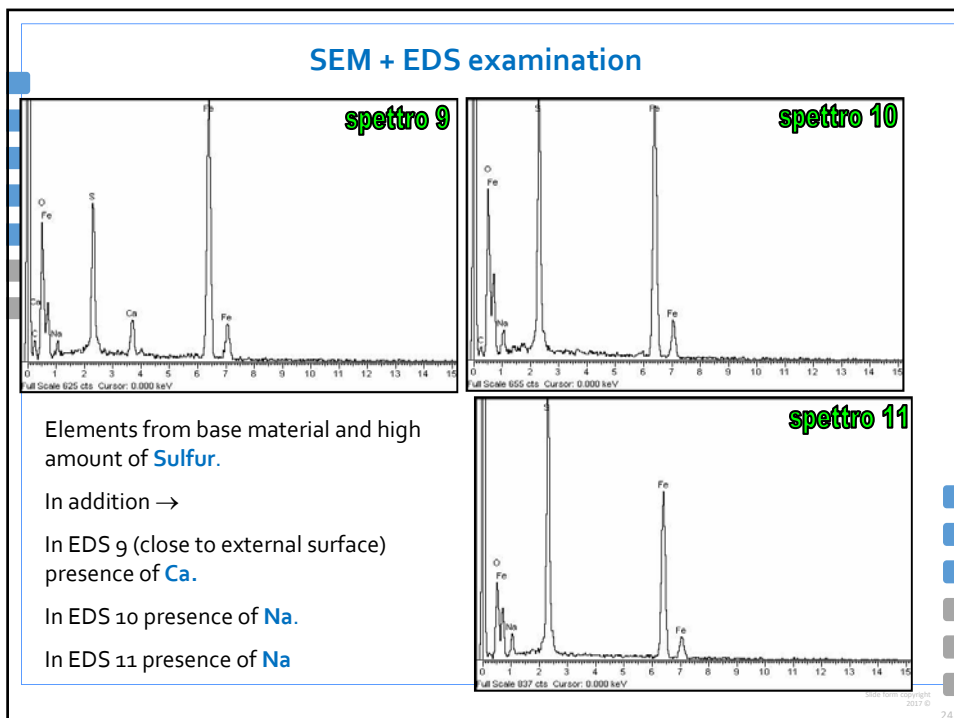 SEM + EDS examination
spettro 9
Fe
O
Fe
S
Ca
C
Na
Ca
Fe
0 1 2 3 4 5 6 7 8 9 10 11 12 13 14 15
Full Scale 625 cts Cursor: 0.000 keV
spettro 10
S
Fe
O
Fe
C
Na
Fe
0 1 2 3 4 5 6 7 8 9 10 11 12 13 14 15
Full Scale 655 cts Cursor: 0.000 keV
spettro 11
S
Fe
O
Fe
Na
Fe
0 1 2 3 4 5 6 7 8 9 10 11 12 13 14 15
Full Scale 837 cts Cursor: 0.000 keV
Elements from base material and high
amount of Sulfur.
In addition →
In EDS 9 (close to external surface)
presence of Ca.
In EDS 10 presence of Na.
In EDS 11 presence of Na
Slide form copyright
2017 ©
24